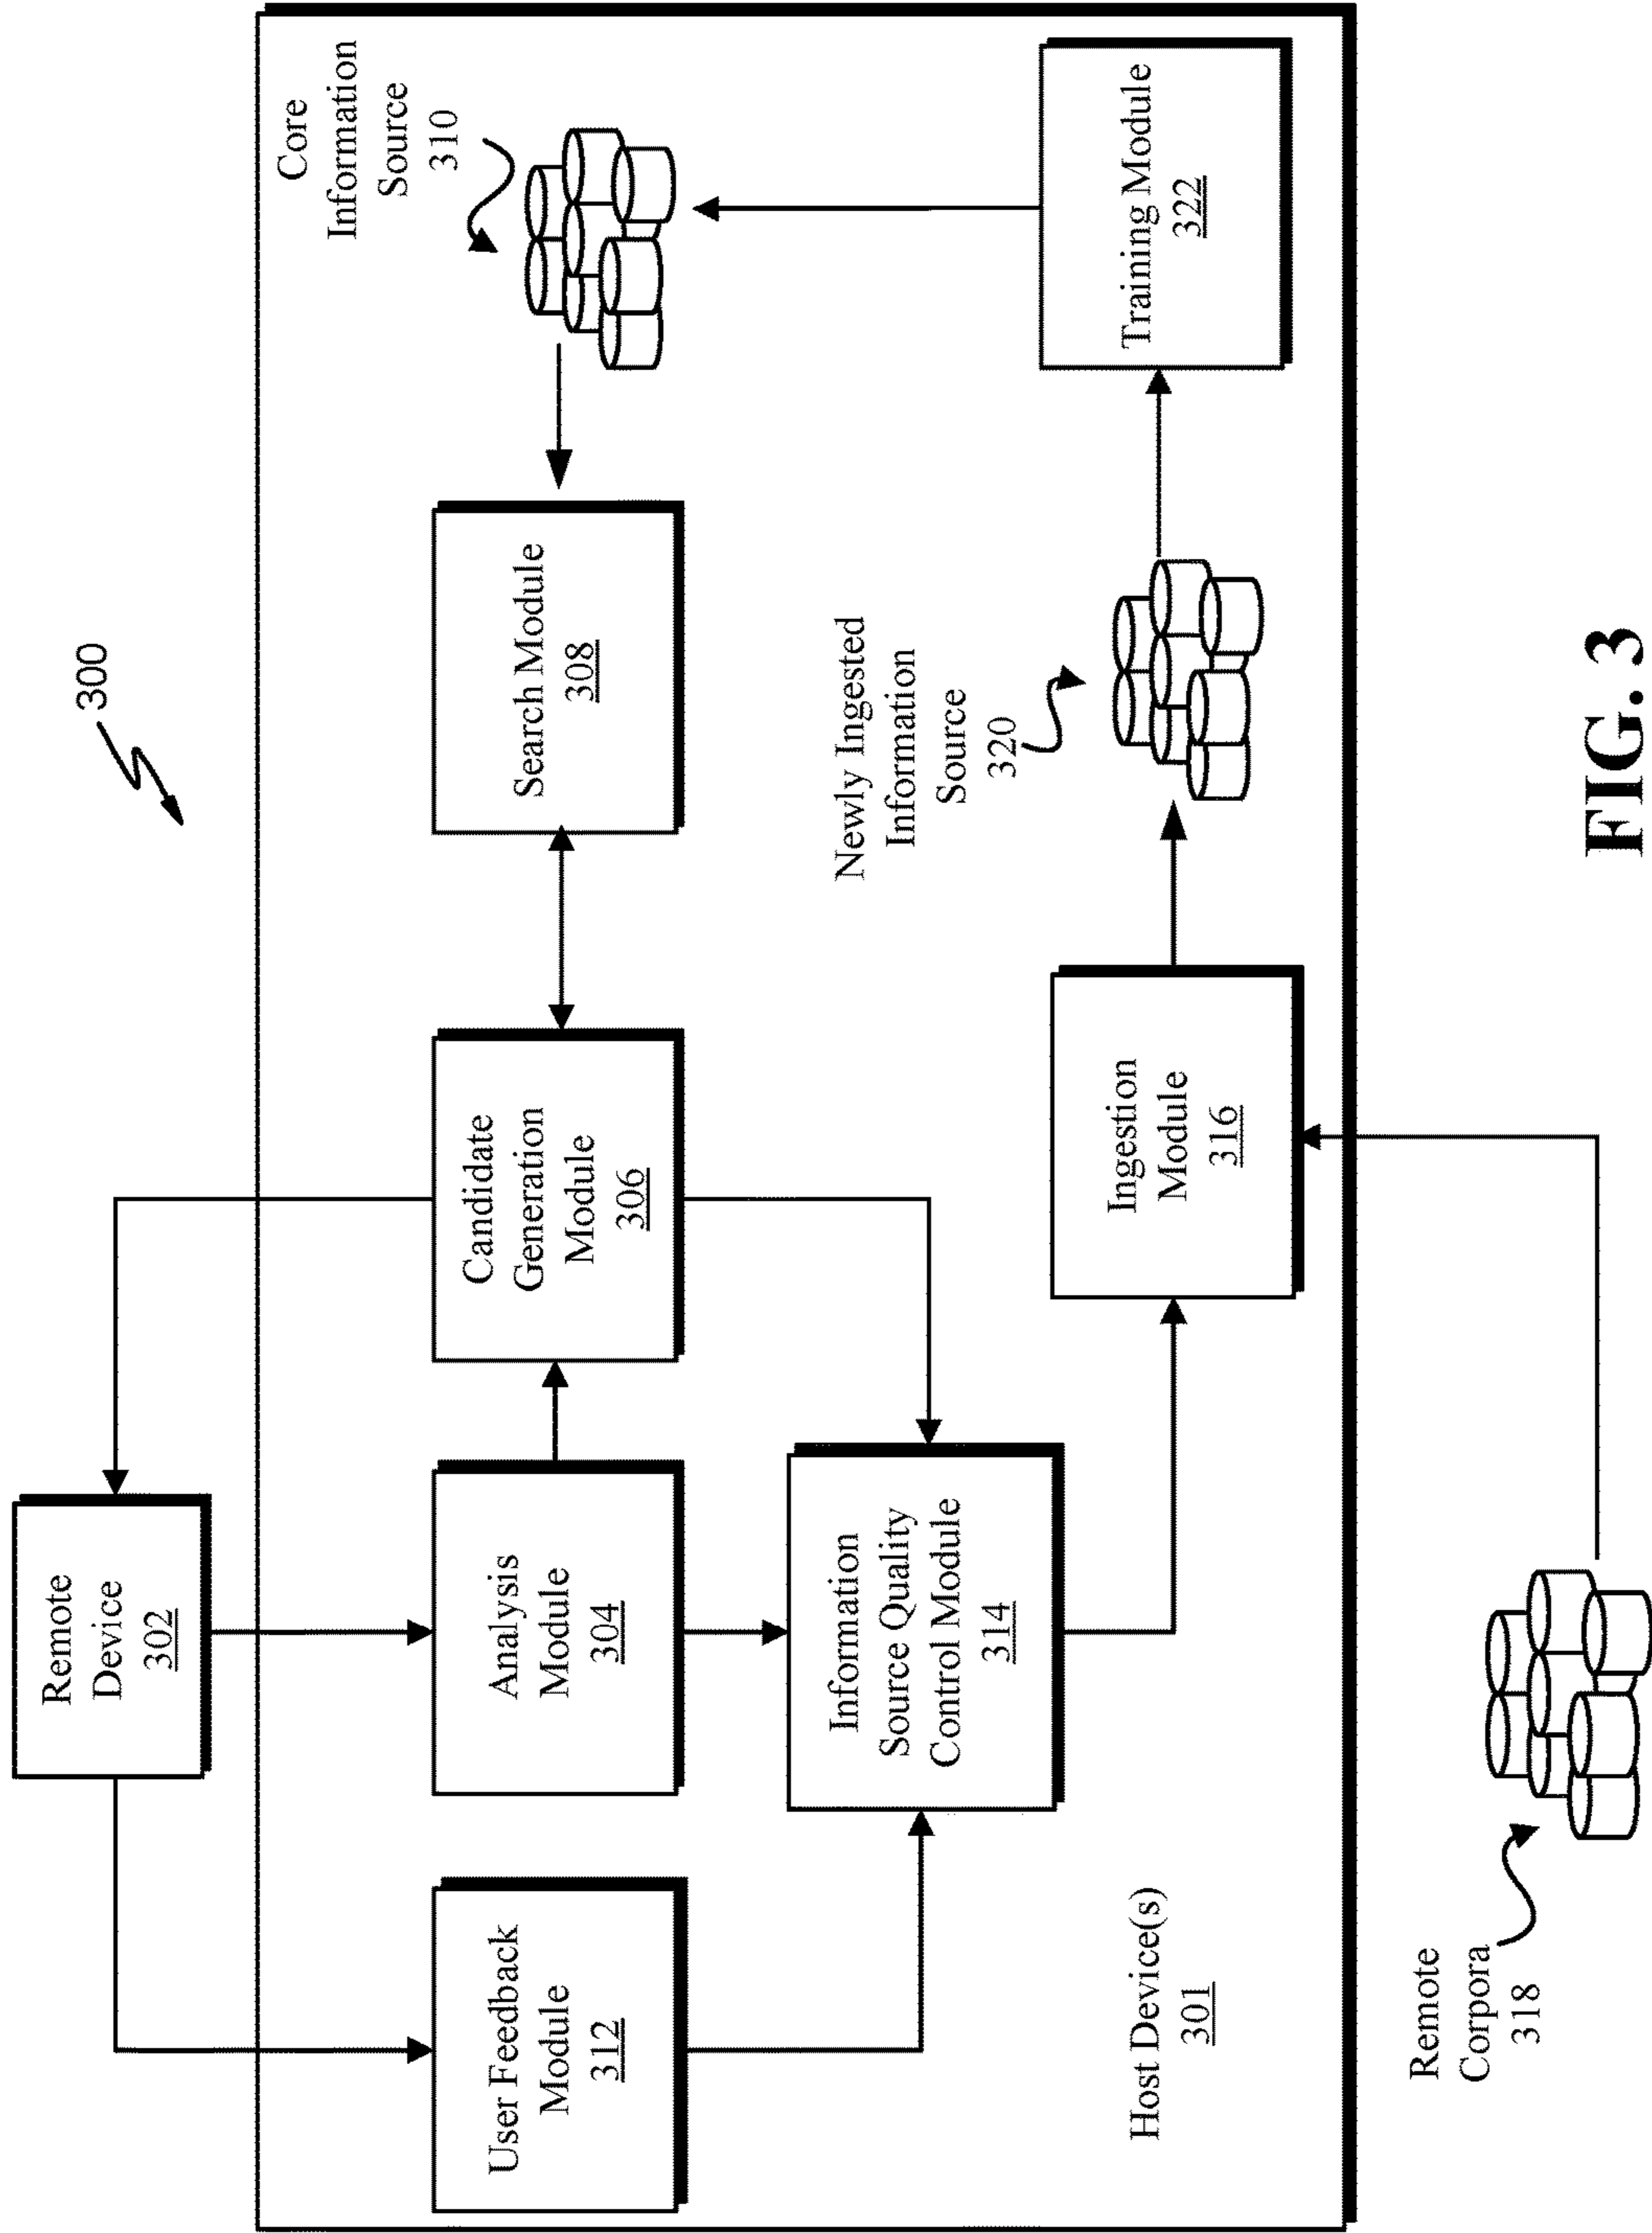 300
Remote
Device
302
User Feedback
Module
312
Analysis
Module
304
Candidate
Generation
Module
306
Search Module
308
Core
Information
Source
310
Information
Source Quality
Control Module
314
Newly Ingested
Information
Source
320
Host Device(s)
301
Ingestion
Module
316
Training Module
322
Remote
Corpora
318
FIG. 3